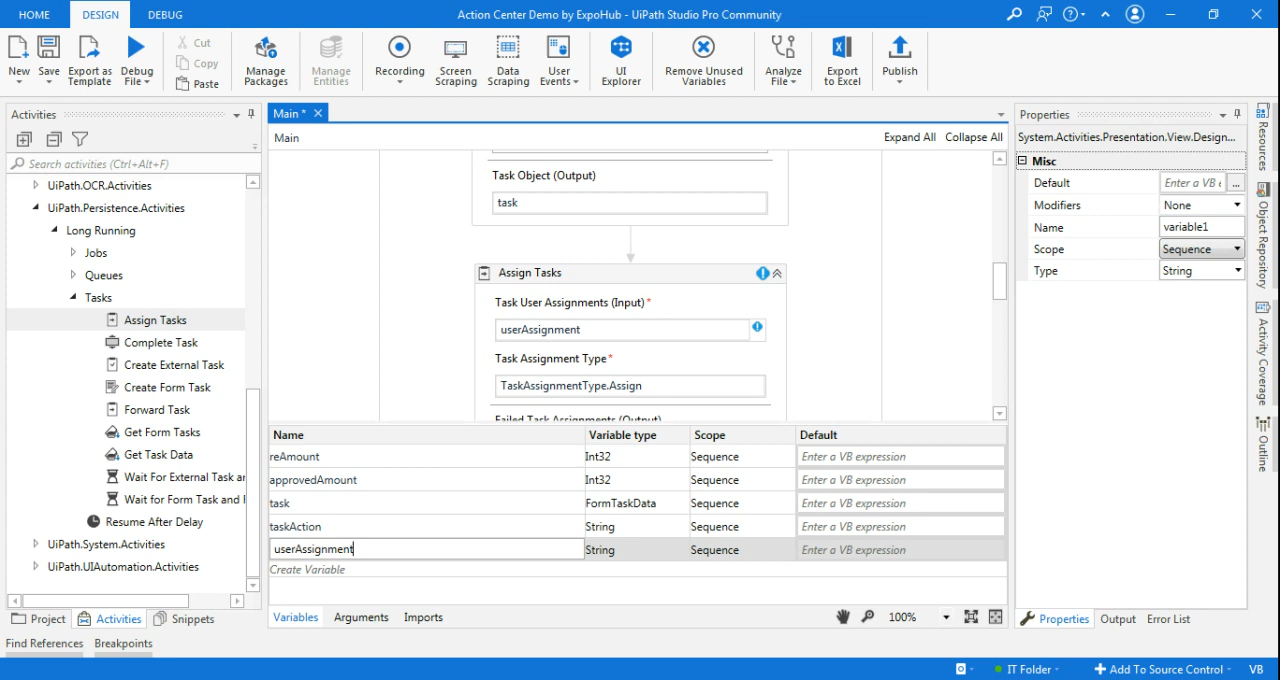 HOME DESIGN DEBUG Action Center Demo by ExpoHub - UiPath Studio Pro Community
New Save Export as Template Debug File Cut Copy Paste Manage Packages Manage Entities Recording Screen Scraping Data Scraping User Events UI Explorer Remove Unused Variables Analyze File Export to Excel Publish
Activities
Search activities (Ctrl+Alt+F)
UiPath.OCR.Activities
UiPath.Persistence.Activities
Long Running
Jobs
Queues
Tasks
Assign Tasks
Complete Task
Create External Task
Create Form Task
Forward Task
Get Form Tasks
Get Task Data
Wait For External Task ar
Wait for Form Task and I
Resume After Delay
UiPath.System.Activities
UiPath.UIAutomation.Activities
Project Activities Snippets
Find References Breakpoints
Main *
Main Expand All Collapse All
Task Object (Output)
task
Assign Tasks
Task User Assignments (Input)*
userAssignment
Task Assignment Type*
TaskAssignmentType.Assign
Failed Task Assignments (Output)
Name Variable type Scope Default
reAmount Int32 Sequence Enter a VB expression
approvedAmount Int32 Sequence Enter a VB expression
task FormTaskData Sequence Enter a VB expression
taskAction String Sequence Enter a VB expression
userAssignment String Sequence Enter a VB expression
Create Variable
Variables Arguments Imports 100%
Properties
System.Activities.Presentation.View.Design...
Misc
Default Enter a VB ( ...
Modifiers None
Name variable1
Scope Sequence
Type String
Properties Output Error List
Resources
Object Repository
Activity Coverage
Outline
IT Folder Add To Source Control VB